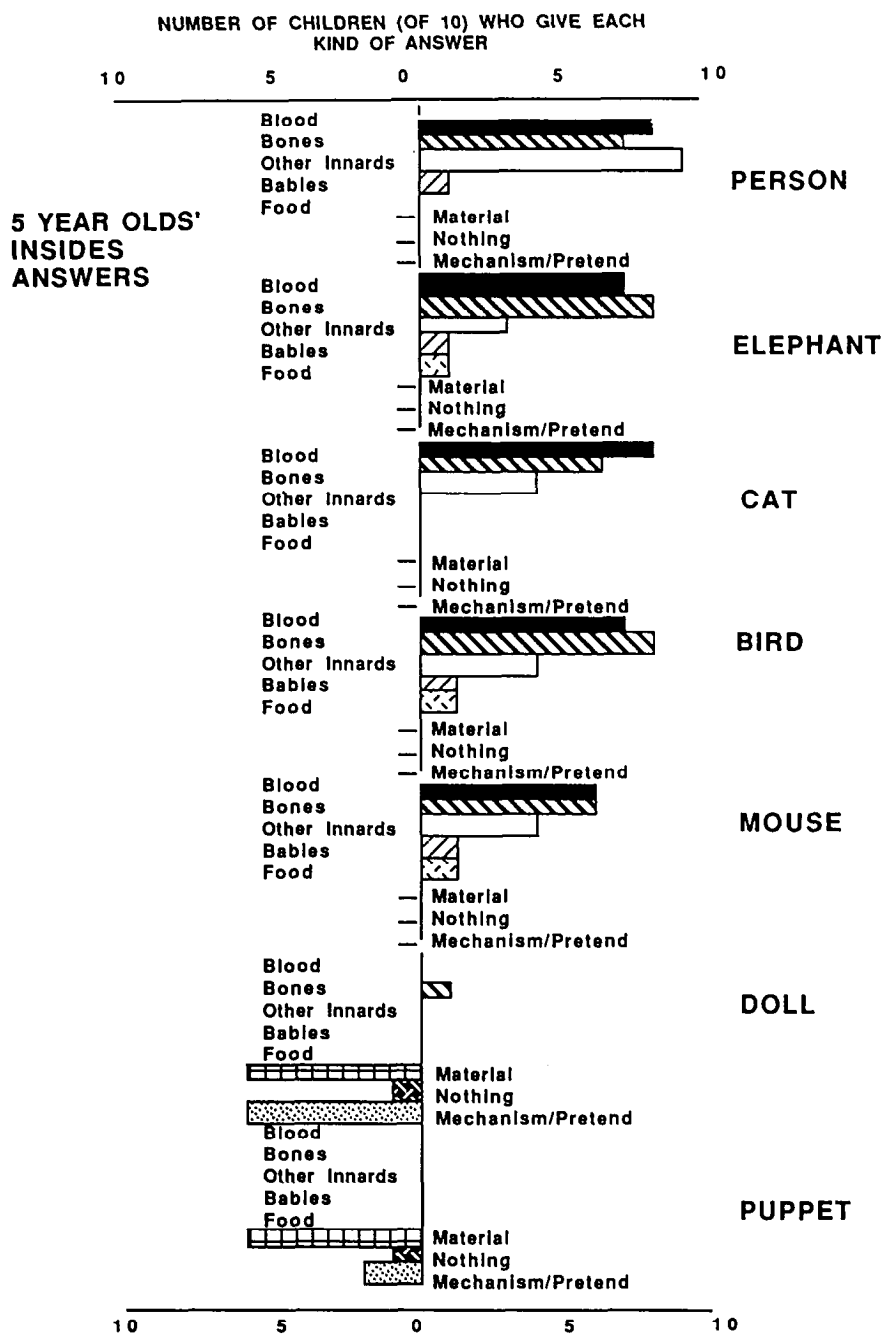 NUMBER OF CHILDREN (OF 10) WHO GIVE EACH
KIND OF ANSWER
10 5 0 5 10
5 YEAR OLDS'
INSIDES
ANSWERS
Blood
Bones
Other Innards
Babies
Food
Material
Nothing
Mechanism/Pretend
PERSON
Blood
Bones
Other Innards
Babies
Food
Material
Nothing
Mechanism/Pretend
ELEPHANT
Blood
Bones
Other Innards
Babies
Food
Material
Nothing
Mechanism/Pretend
CAT
Blood
Bones
Other Innards
Babies
Food
Material
Nothing
Mechanism/Pretend
BIRD
Blood
Bones
Other Innards
Babies
Food
Material
Nothing
Mechanism/Pretend
MOUSE
Blood
Bones
Other Innards
Babies
Food
Material
Nothing
Mechanism/Pretend
DOLL
Blood
Bones
Other Innards
Babies
Food
Material
Nothing
Mechanism/Pretend
PUPPET
10 5 0 5 10